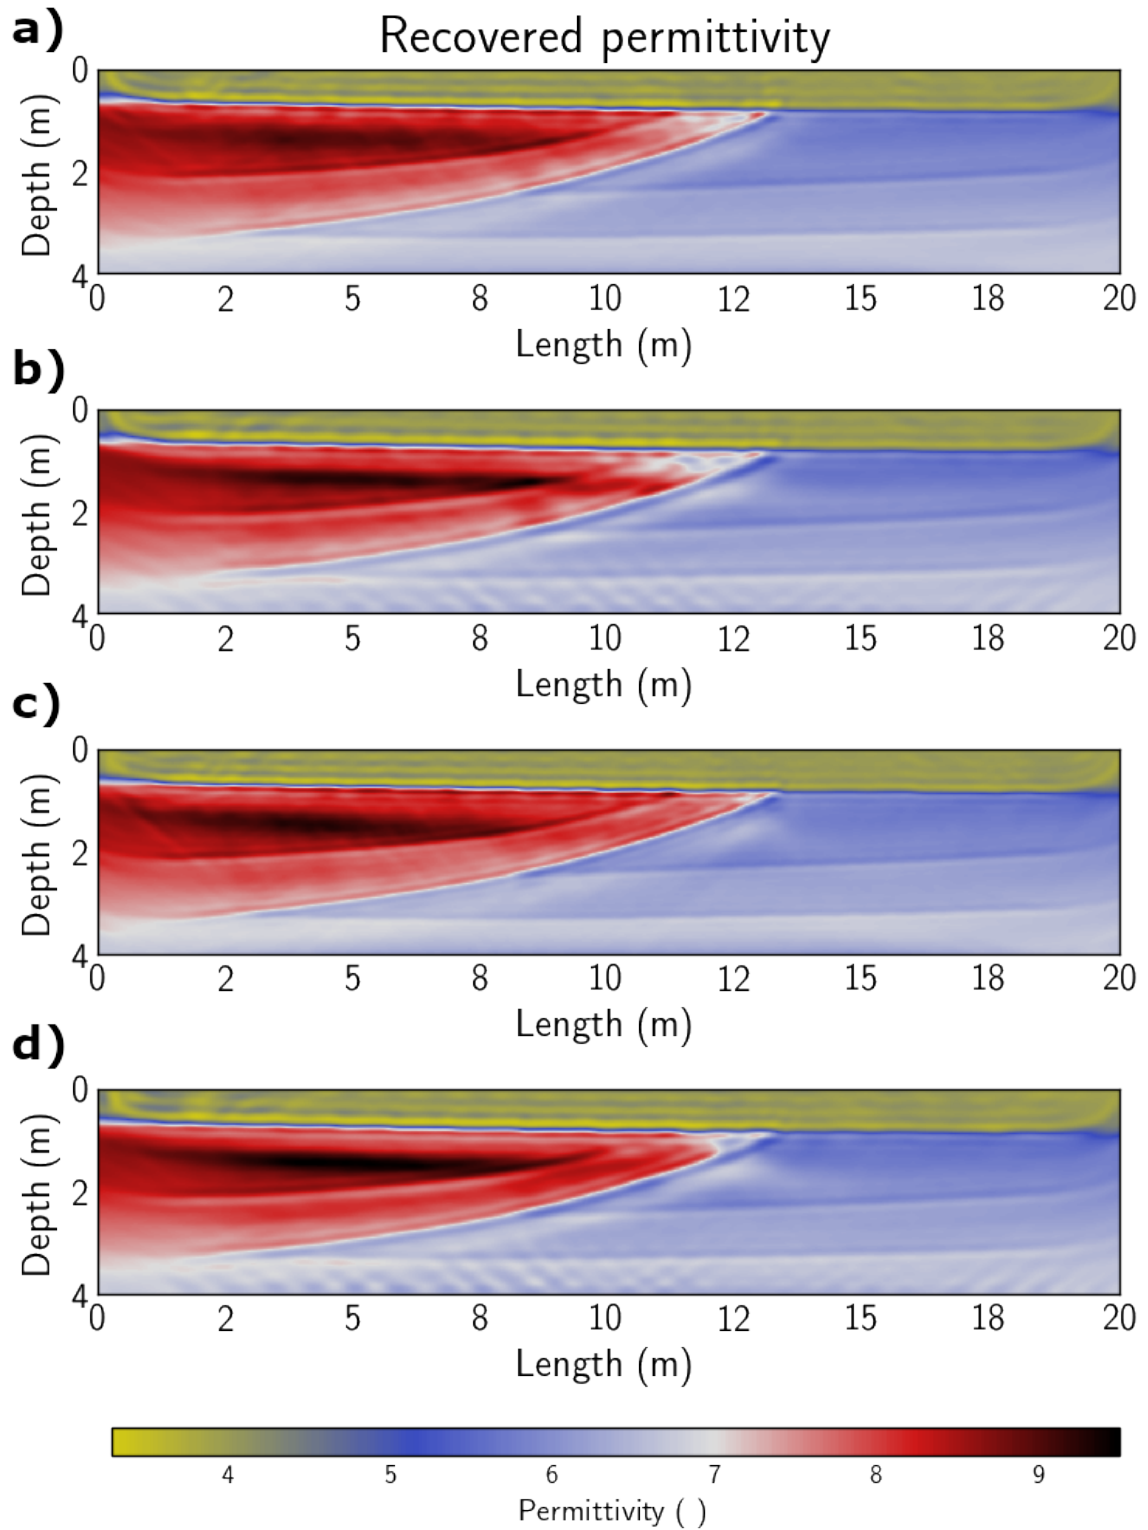 a)
Recovered permittivity
0
2
4
Depth (m)
0 2 5 8 10 12 15 18 20
Length (m)
b)
0
2
4
Depth (m)
0 2 5 8 10 12 15 18 20
Length (m)
c)
0
2
4
Depth (m)
0 2 5 8 10 12 15 18 20
Length (m)
d)
0
2
4
Depth (m)
0 2 5 8 10 12 15 18 20
Length (m)
4 5 6 7 8 9
Permittivity ( )